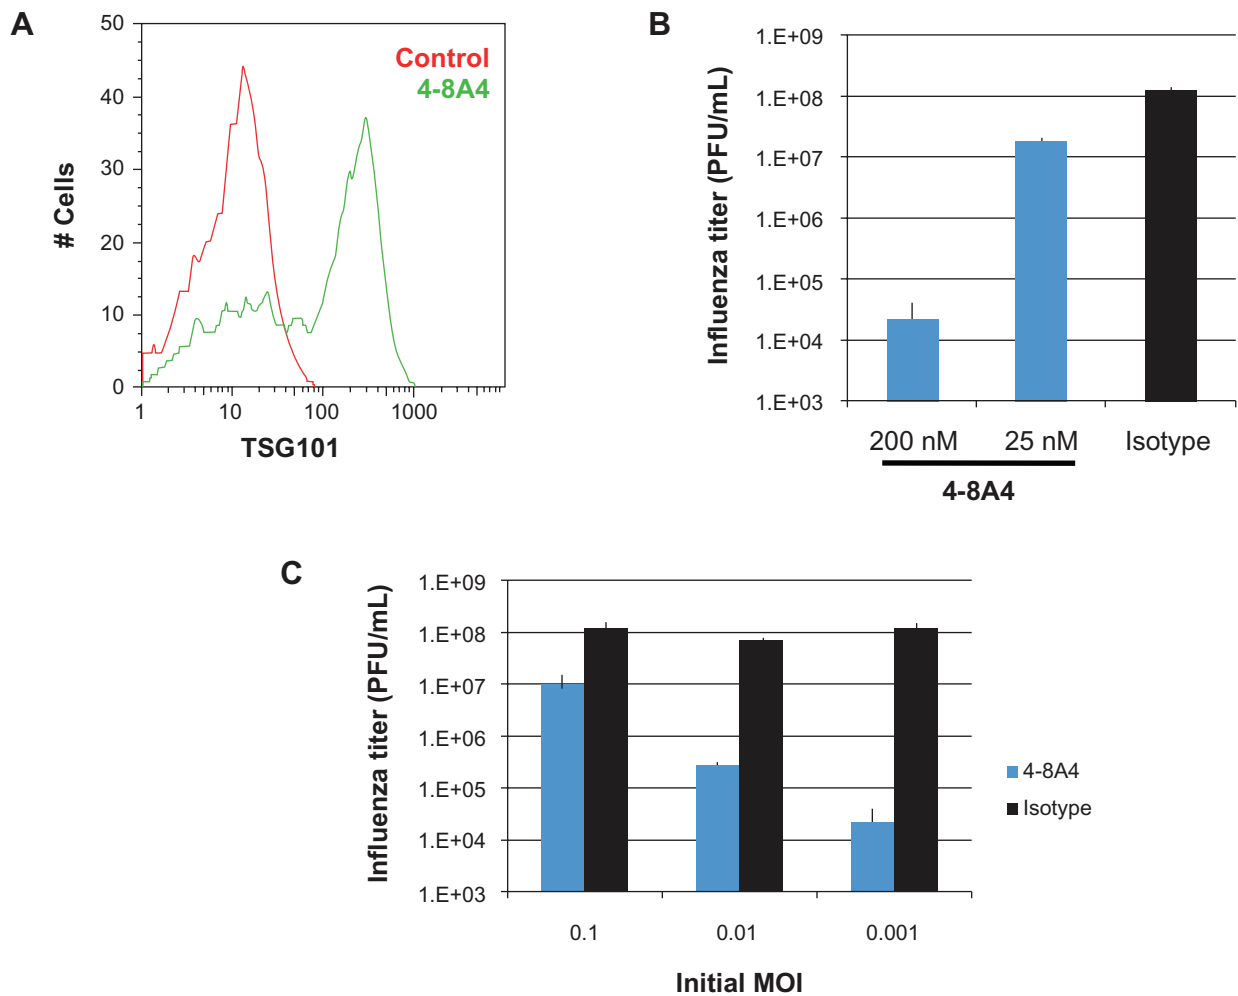 A
50
40
30
20
10
0
# Cells
Control
4-8A4
1 10 100 1000
TSG101
B
1.E+09
1.E+08
1.E+07
1.E+06
1.E+05
1.E+04
1.E+03
Influenza titer (PFU/mL)
200 nM 25 nM Isotype
4-8A4
C
1.E+09
1.E+08
1.E+07
1.E+06
1.E+05
1.E+04
1.E+03
Influenza titer (PFU/mL)
4-8A4
Isotype
0.1 0.01 0.001
Initial MOI